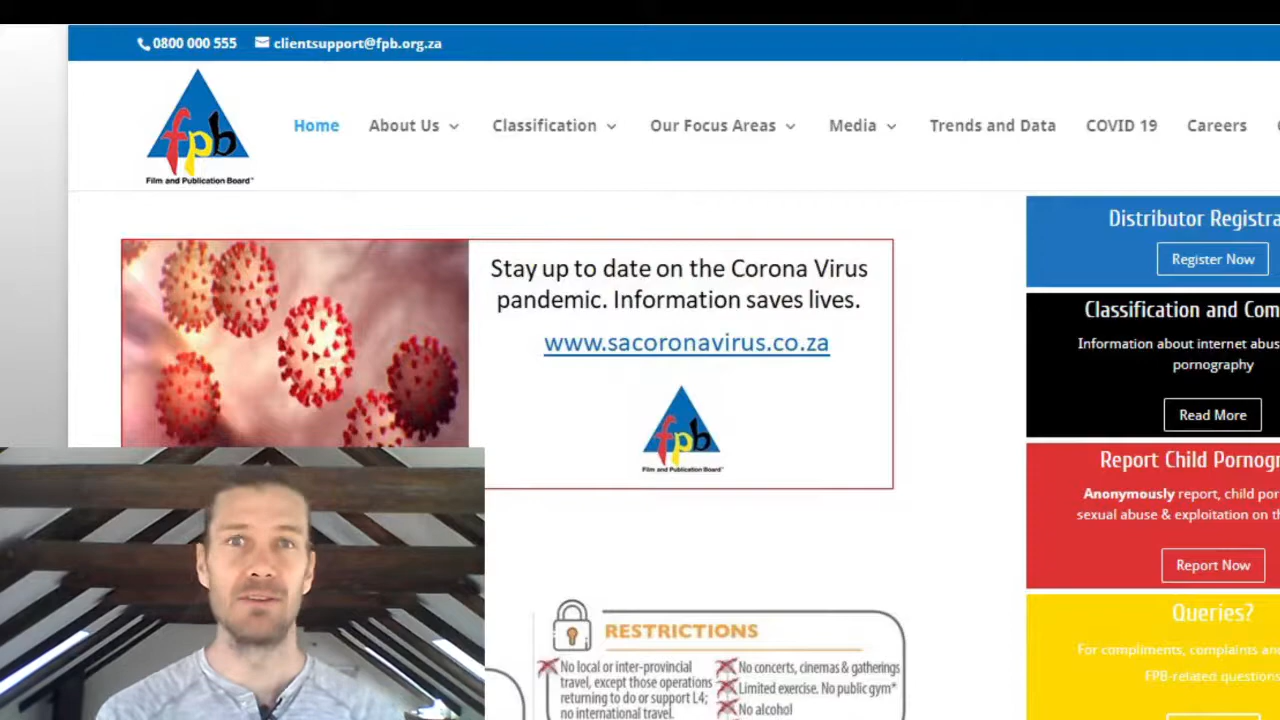 0800 000 555 clientsupport@fpb.org.za
fpb
Film and Publication Board™
Home About Us Classification Our Focus Areas Media Trends and Data COVID 19 Careers
Stay up to date on the Corona Virus
pandemic. Information saves lives.
www.sacoronavirus.co.za
fpb
Film and Publication Board™
Distributor Registra
Register Now
Classification and Com
Information about internet abus
pornography
Read More
Report Child Pornogr
Anonymously report, child por
sexual abuse & exploitation on th
Report Now
Queries?
For compliments, complaints an
FPB-related questions
RESTRICTIONS
No local or inter-provincial
travel, except those operations
returning to do or support L4;
no international travel.
No concerts, cinemas & gatherings
Limited exercise. No public gym*
No alcohol